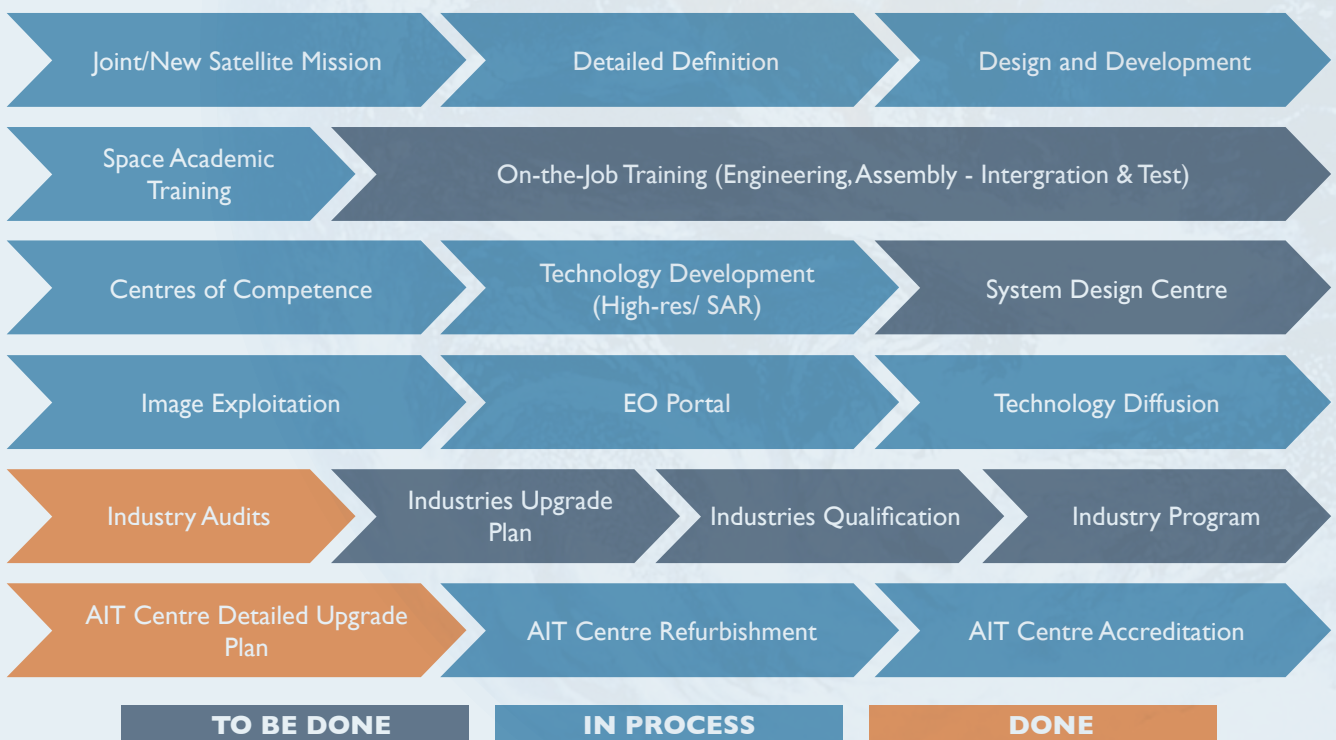 Joint/New Satellite Mission
Detailed Definition
Design and Development
Space Academic
Training
On-the-Job Training (Engineering, Assembly - Intergration & Test)
Centres of Competence
Technology Development
(High-res/ SAR)
System Design Centre
Image Exploitation
EO Portal
Technology Diffusion
Industry Audits
Industries Upgrade
Plan
Industries Qualification
Industry Program
AIT Centre Detailed Upgrade
Plan
AIT Centre Refurbishment
AIT Centre Accreditation
TO BE DONE
IN PROCESS
DONE